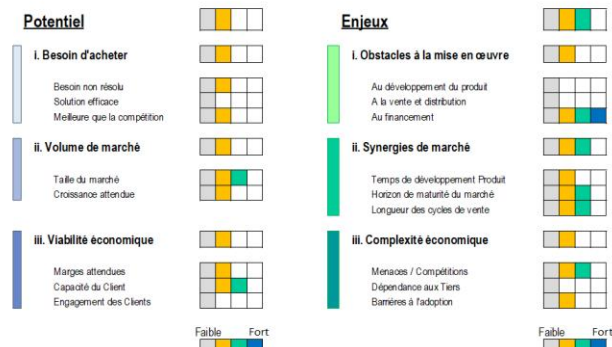 Potentiel
i. Besoin d'acheter
Besoin non résolu
Solution efficace
Meilleure que la compétition
ii. Volume de marché
Taille du marché
Croissance attendue
iii. Viabilité économique
Marges attendues
Capacité du Client
Engagement des Clients
Faible Fort
Enjeux
i. Obstacles à la mise en œuvre
Au développement du produit
A la vente et distribution
Au financement
ii. Synergies de marché
Temps de développement Produit
Horizon de maturité du marché
Longueur des cycles de vente
iii. Complexité économique
Menaces / Compétitions
Dépendance aux Tiers
Barrières à l'adoption
Faible Fort